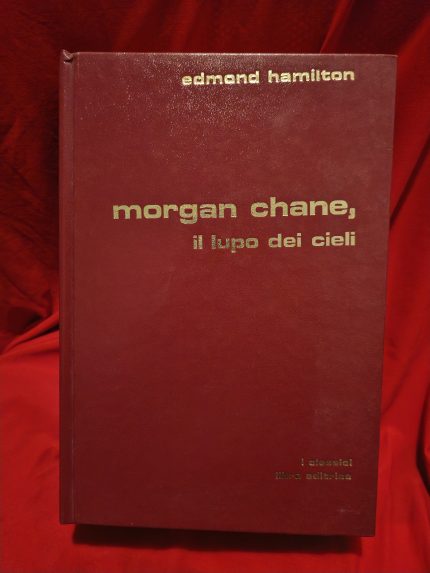 edmond hamilton
morgan chane,
il lupo dei cieli
i classici
libra editrice